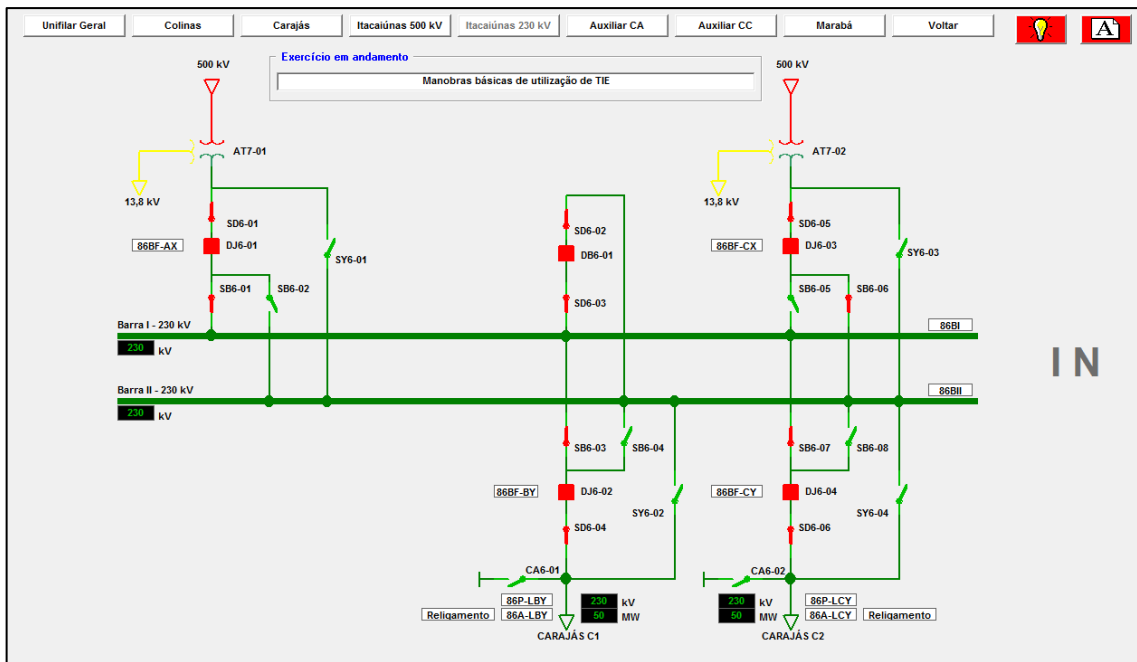 Unifilar Geral
Colinas
Carajás
Itacaiúnas 500 kV
Itacaiúnas 230 kV
Auxiliar CA
Auxiliar CC
Marabá
Voltar
A
Exercício em andamento
Manobras básicas de utilização de TIE
500 kV
500 kV
AT7-01
AT7-02
13,8 kV
13,8 kV
SD6-01
SD6-02
SD6-05
86BF-AX
DJ6-01
DB6-01
86BF-CX
DJ6-03
SY6-01
SY6-03
SB6-01
SB6-02
SD6-03
SB6-05
SB6-06
Barra I - 230 kV
86BI
230 kV
I N
Barra II - 230 kV
86BII
230 kV
SB6-03
SB6-04
SB6-07
SB6-08
86BF-BY
DJ6-02
86BF-CY
DJ6-04
SY6-02
SY6-04
SD6-04
SD6-06
CA6-01
CA6-02
86P-LBY
230 kV
230 kV
86P-LCY
Religamento
86A-LBY
50 MW
50 MW
86A-LCY
Religamento
CARAJÁS C1
CARAJÁS C2